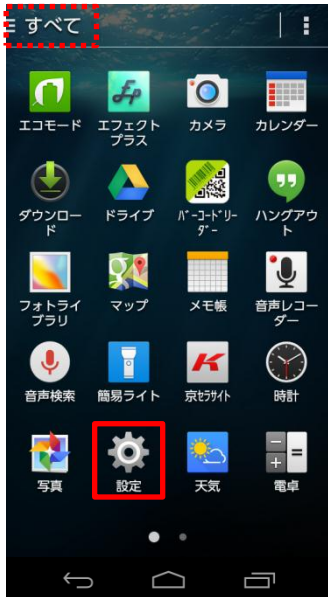 すべて
エコモード エフェクト カメラ カレンダー
プラス
ダウンロー ドライブ バーコードリー ハングアウ
ド ダー ト
フォトライ マップ メモ帳 音声レコー
ブラリ ダー
音声検索 簡易ライト 京セラサイト 時計
写真 設定 天気 電卓